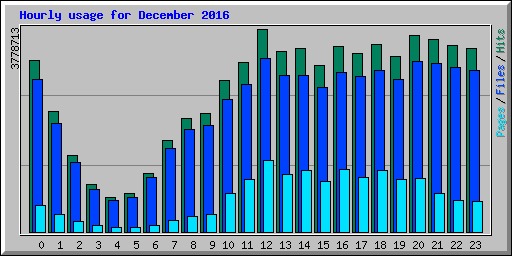 Hourly usage for December 2016
3778713
Pages/Files/Hits
0 1 2 3 4 5 6 7 8 9 10 11 12 13 14 15 16 17 18 19 20 21 22 23